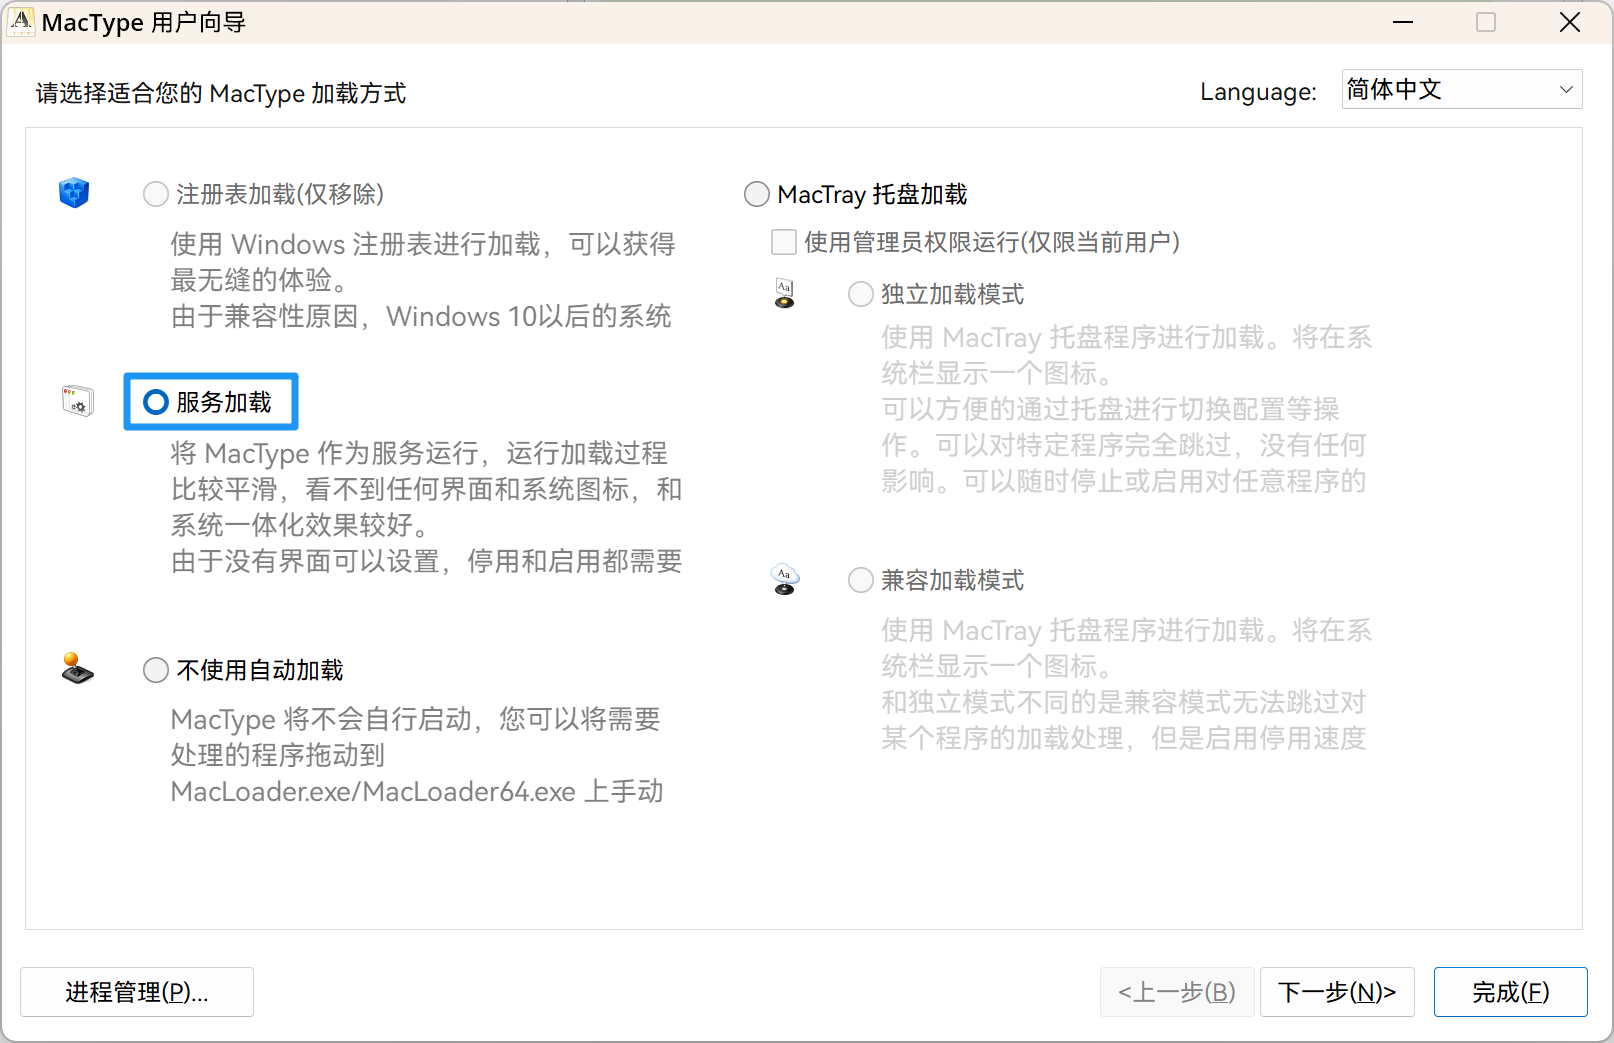 MacType 用户向导
请选择适合您的 MacType 加载方式
Language:
简体中文
注册表加载(仅移除)
使用 Windows 注册表进行加载，可以获得
最无缝的体验。
由于兼容性原因，Windows 10以后的系统
服务加载
将 MacType 作为服务运行，运行加载过程
比较平滑，看不到任何界面和系统图标，和
系统一体化效果较好。
由于没有界面可以设置，停用和启用都需要
不使用自动加载
MacType 将不会自行启动，您可以将需要
处理的程序拖动到
MacLoader.exe/MacLoader64.exe 上手动
MacTray 托盘加载
使用管理员权限运行(仅限当前用户)
Aa
独立加载模式
使用 MacTray 托盘程序进行加载。将在系
统栏显示一个图标。
可以方便的通过托盘进行切换配置等操
作。可以对特定程序完全跳过，没有任何
影响。可以随时停止或启用对任意程序的
Aa
兼容加载模式
使用 MacTray 托盘程序进行加载。将在系
统栏显示一个图标。
和独立模式不同的是兼容模式无法跳过对
某个程序的加载处理，但是启用停用速度
进程管理(P)...
<上一步(B)
下一步(N)>
完成(F)